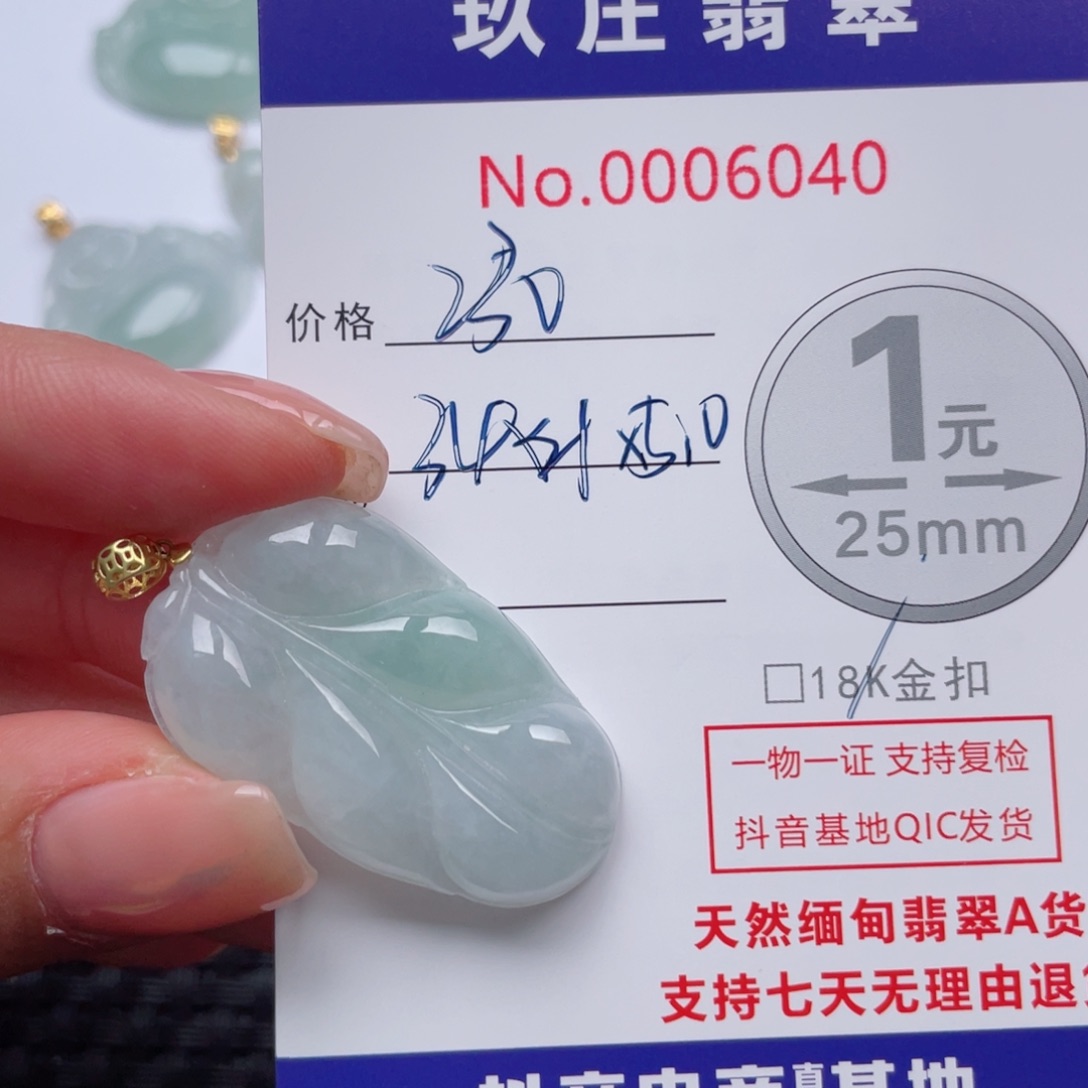 玖庄翡翠
No.0006040
价格 250
1元
25mm
□18K金扣
一物一证 支持复检
抖音基地QIC发货
天然缅甸翡翠A货
支持七天无理由退